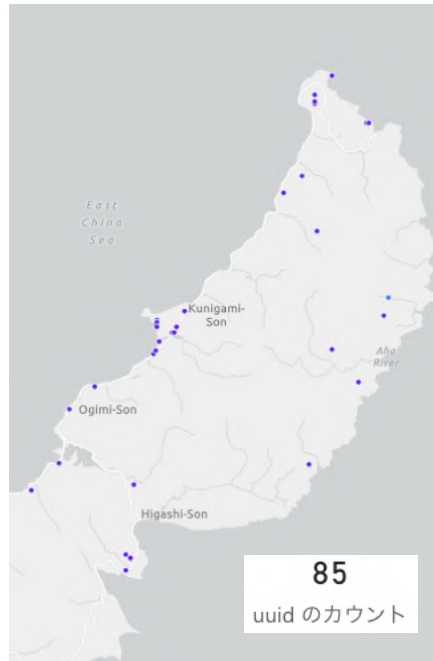 East
China
Sea
Kunigami-
Son
Aha
River
Ogimi-Son
Higashi-Son
85
uuid のカウント